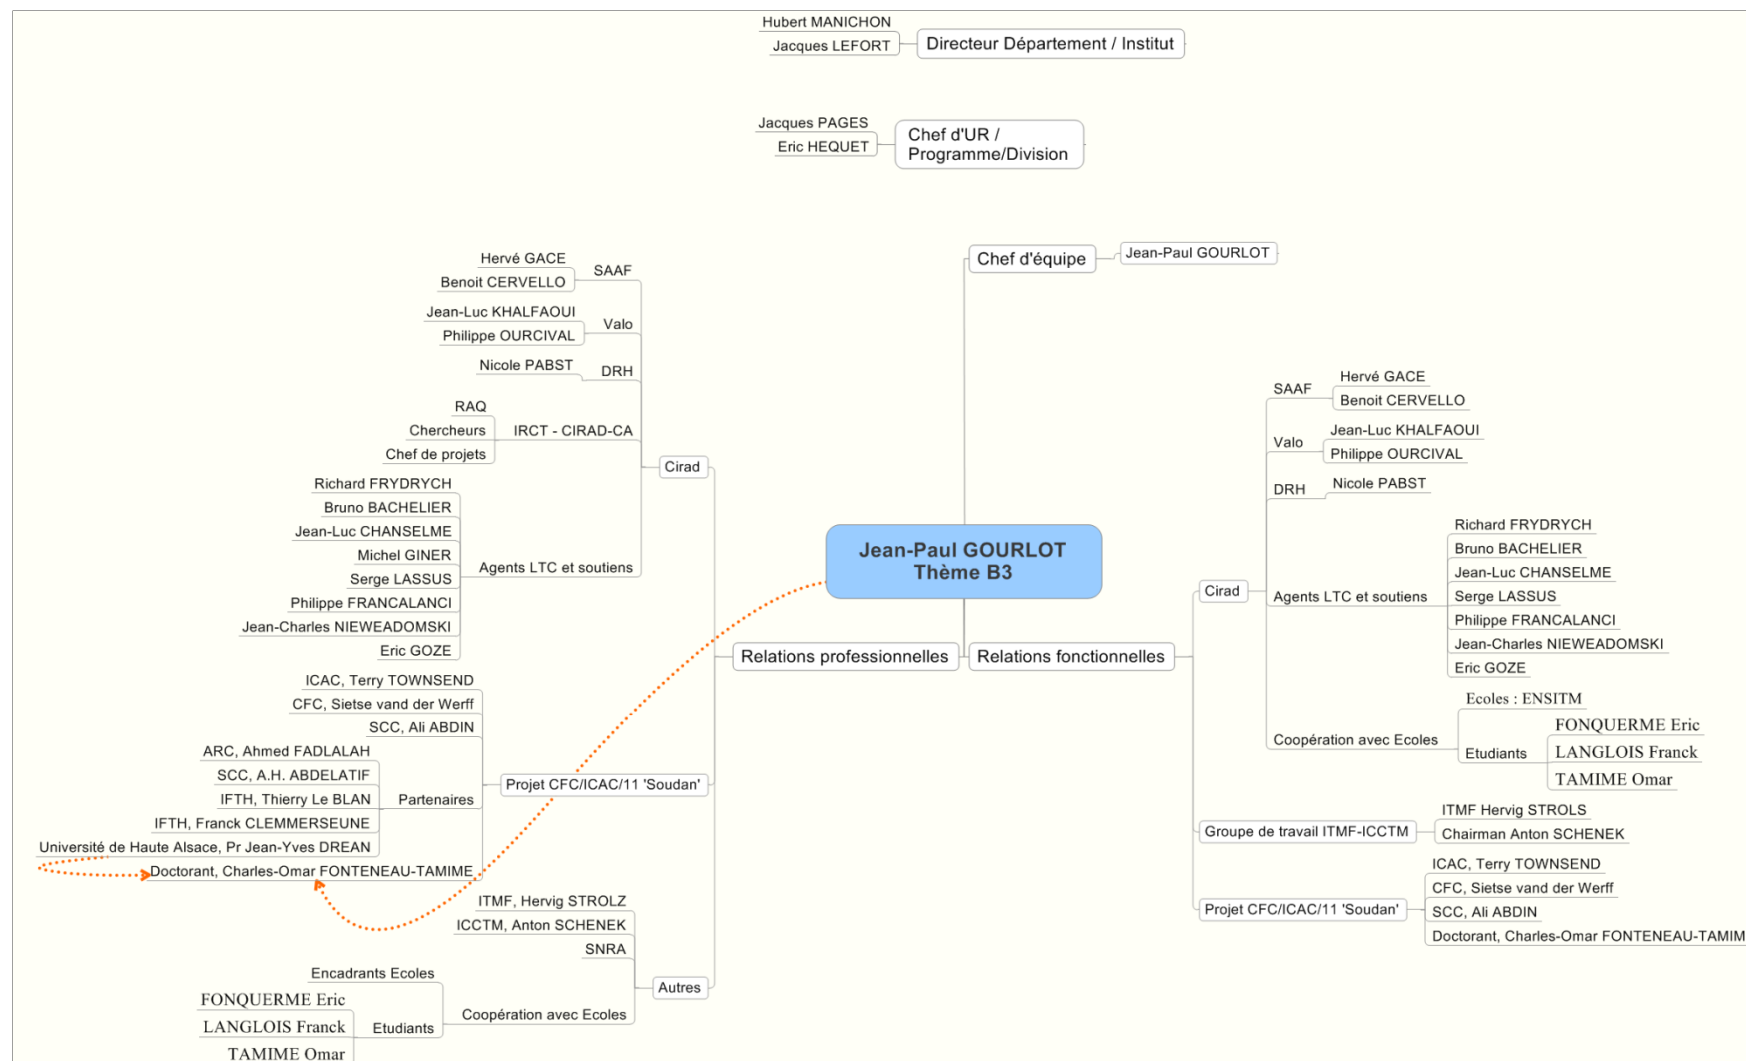 Hubert MANICHON
Jacques LEFORT
Directeur Département / Institut
Jacques PAGES
Eric HEQUET
Chef d'UR /
Programme/Division
Chef d'équipe
Jean-Paul GOURLOT
Hervé GACE
Benoit CERVELLO
SAAF
Jean-Luc KHALFAOUI
Philippe OURCIVAL
Valo
Nicole PABST
DRH
RAQ
Chercheurs
Chef de projets
IRCT - CIRAD-CA
Cirad
Richard FRYDRYCH
Bruno BACHELIER
Jean-Luc CHANSELME
Michel GINER
Serge LASSUS
Philippe FRANCALANCI
Jean-Charles NIEWEADOMSKI
Eric GOZE
Agents LTC et soutiens
Jean-Paul GOURLOT
Thème B3
Relations professionnelles
Relations fonctionnelles
ICAC, Terry TOWNSEND
CFC, Sietse vand der Werff
SCC, Ali ABDIN
ARC, Ahmed FADLALAH
SCC, A.H. ABDELATIF
IFTH, Thierry Le BLAN
IFTH, Franck CLEMMERSEUNE
Université de Haute Alsace, Pr Jean-Yves DREAN
Partenaires
Doctorant, Charles-Omar FONTENEAU-TAMIME
Projet CFC/ICAC/11 'Soudan'
ITMF, Hervig STROLZ
ICCTM, Anton SCHENEK
SNRA
Autres
Encadrants Ecoles
FONQUERME Eric
LANGLOIS Franck
TAMIME Omar
Etudiants
Coopération avec Ecoles
SAAF
Hervé GACE
Benoit CERVELLO
Valo
Jean-Luc KHALFAOUI
Philippe OURCIVAL
DRH
Nicole PABST
Cirad
Agents LTC et soutiens
Richard FRYDRYCH
Bruno BACHELIER
Jean-Luc CHANSELME
Serge LASSUS
Philippe FRANCALANCI
Jean-Charles NIEWEADOMSKI
Eric GOZE
Coopération avec Ecoles
Ecoles : ENSITM
Etudiants
FONQUERME Eric
LANGLOIS Franck
TAMIME Omar
Groupe de travail ITMF-ICCTM
ITMF Hervig STROLS
Chairman Anton SCHENEK
Projet CFC/ICAC/11 'Soudan'
ICAC, Terry TOWNSEND
CFC, Sietse vand der Werff
SCC, Ali ABDIN
Doctorant, Charles-Omar FONTENEAU-TAMIM